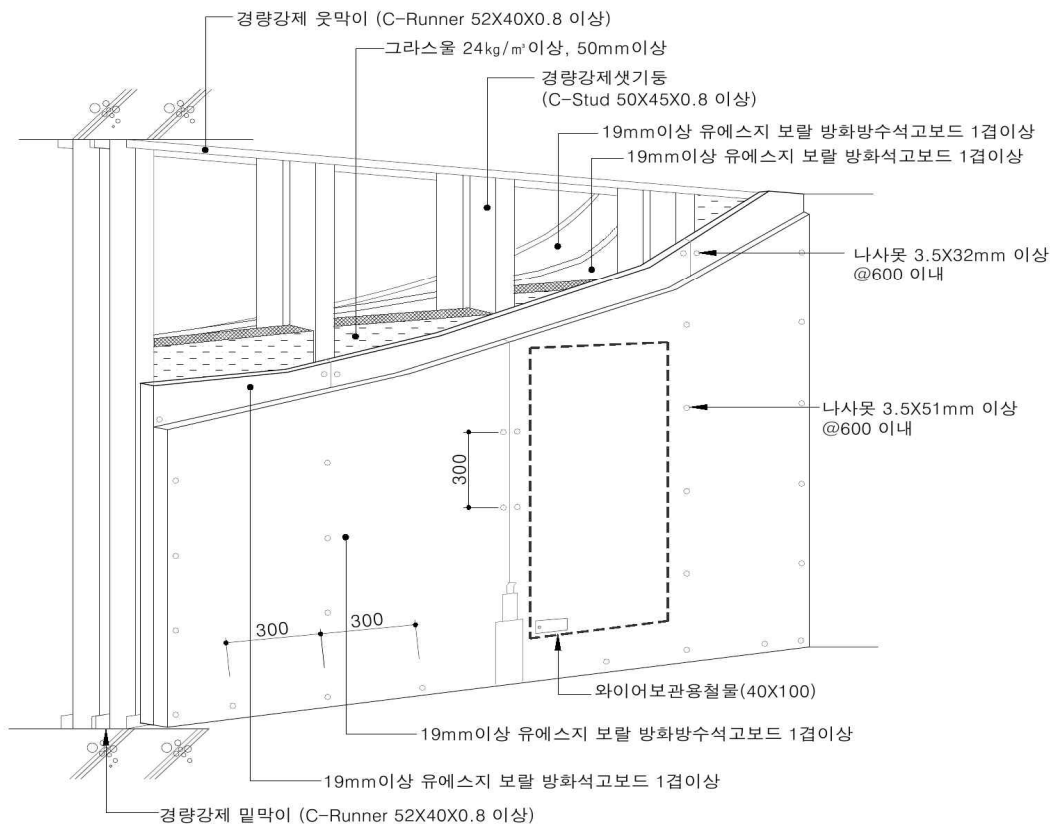 경량강제 웃막이 (C-Runner 52X40X0.8 이상)
그라스울 24kg/㎥이상, 50mm이상
경량강제샛기둥
(C-Stud 50X45X0.8 이상)
19mm이상 유에스지 보랄 방화방수석고보드 1겹이상
19mm이상 유에스지 보랄 방화석고보드 1겹이상
나사못 3.5X32mm 이상
@600 이내
나사못 3.5X51mm 이상
@600 이내
300
300
300
와이어보관용철물(40X100)
19mm이상 유에스지 보랄 방화방수석고보드 1겹이상
19mm이상 유에스지 보랄 방화석고보드 1겹이상
경량강제 밑막이 (C-Runner 52X40X0.8 이상)